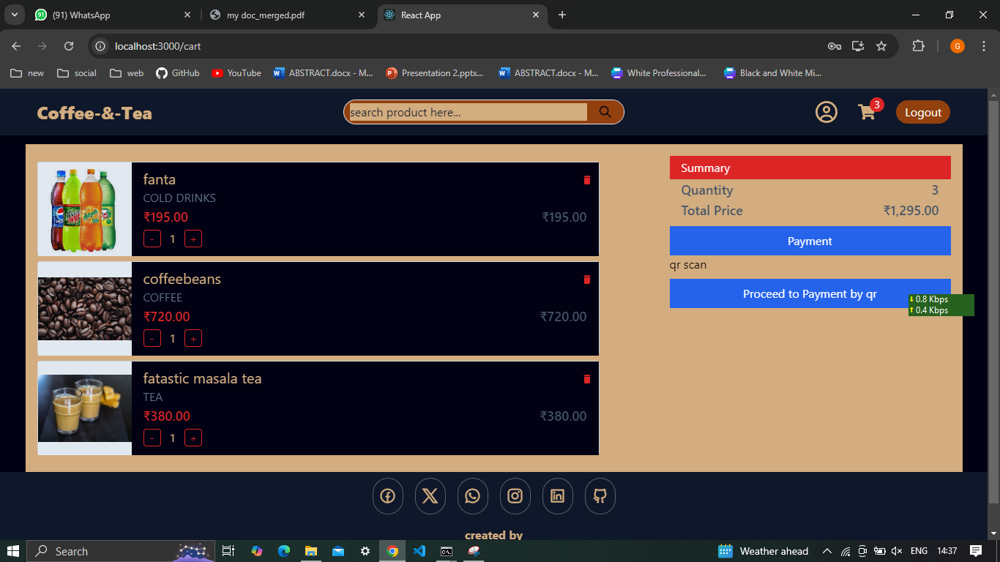 (91) WhatsApp
my doc_merged.pdf
React App
localhost:3000/cart
G
new
social
web
GitHub
YouTube
ABSTRACT.docx - M...
Presentation 2.pptx...
ABSTRACT.docx - M...
White Professional...
Black and White Mi...
Coffee-&-Tea
search product here...
3
Logout
fanta
COLD DRINKS
₹195.00
₹195.00
- 1 +
coffeebeans
COFFEE
₹720.00
₹720.00
- 1 +
fatastic masala tea
TEA
₹380.00
₹380.00
- 1 +
Summary
Quantity 3
Total Price ₹1,295.00
Payment
qr scan
Proceed to Payment by qr
0.8 Kbps
0.4 Kbps
created by
Search
Weather ahead
ENG
14:37